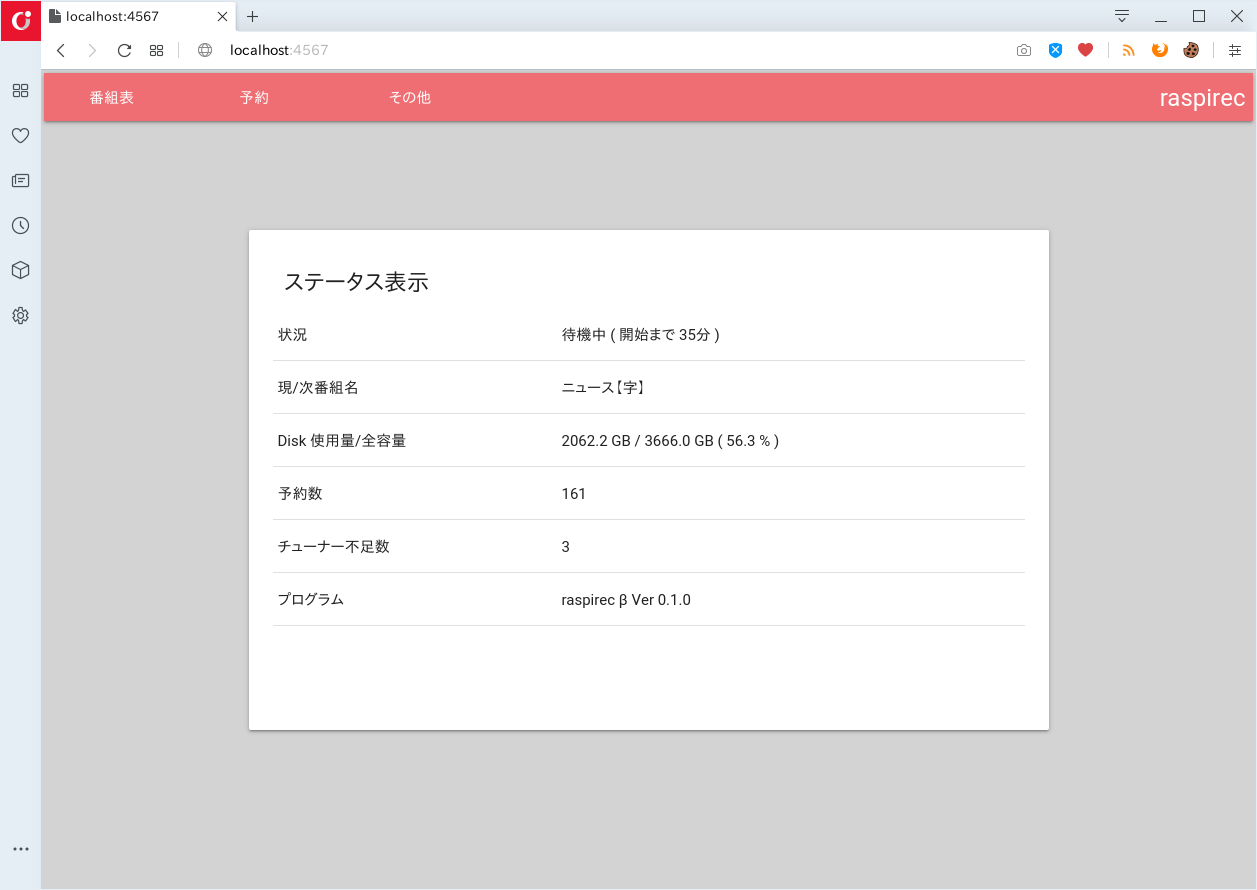 localhost:4567
localhost:4567
番組表 予約 その他 raspirec
ステータス表示
状況 待機中 ( 開始まで 35分 )
現/次番組名 ニュース【字】
Disk 使用量/全容量 2062.2 GB / 3666.0 GB ( 56.3 % )
予約数 161
チューナー不足数 3
プログラム raspirec β Ver 0.1.0